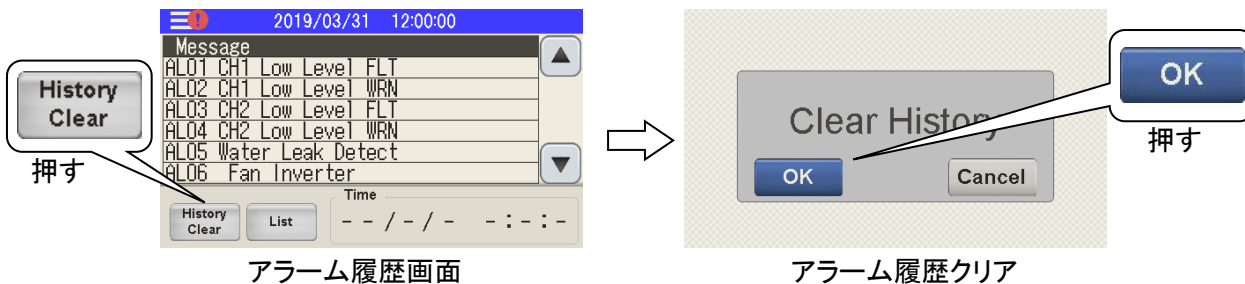 2019/03/31 12:00:00
Message
AL01 CH1 Low Level FLT
AL02 CH1 Low Level WRN
AL03 CH2 Low Level FLT
AL04 CH2 Low Level WRN
AL05 Water Leak Detect
AL06 Fan Inverter
Time
--/-/- -:-:-
History
Clear
List
History
Clear
押す
アラーム履歴画面
Clear History
OK
Cancel
OK
押す
アラーム履歴クリア